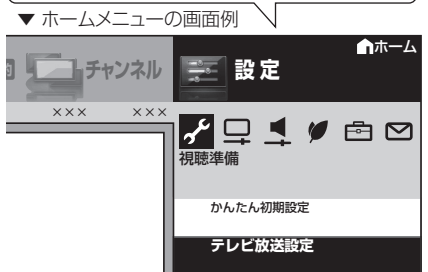 ▼ ホームメニューの画面例
ホーム
チャンネル
設定
××× ×××
視聴準備
かんたん初期設定
テレビ放送設定